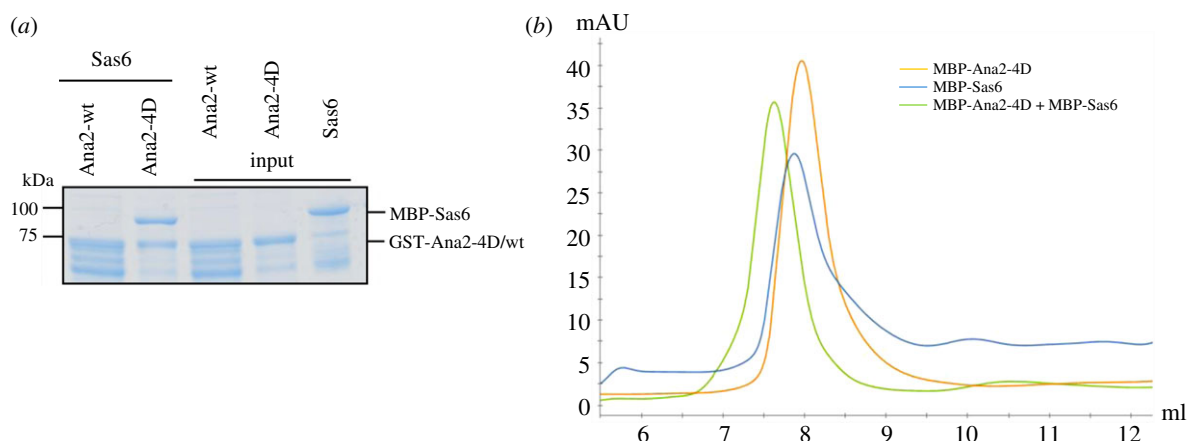 (a)
Sas6
Ana2-wt
Ana2-4D
Ana2-wt
Ana2-4D
Sas6
input
kDa
100
75
MBP-Sas6
GST-Ana2-4D/wt
(b)
mAU
40
35
30
25
20
15
10
5
0
6 7 8 9 10 11 12
ml
MBP-Ana2-4D
MBP-Sas6
MBP-Ana2-4D + MBP-Sas6